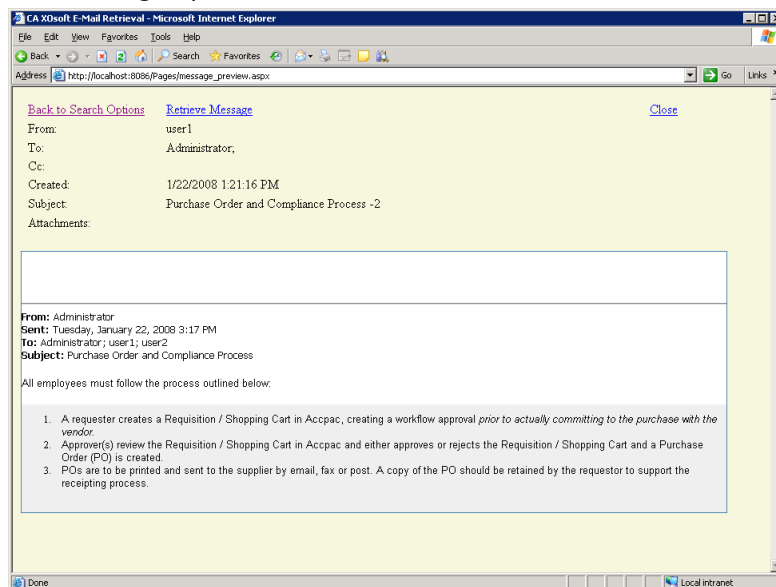 CA XOsoft E-Mail Retrieval - Microsoft Internet Explorer
File Edit View Favorites Tools Help
Back Search Favorites
Address http://localhost:8086/Pages/message_preview.aspx Go Links
Back to Search Options Retrieve Message Close
From: user1
To: Administrator;
Cc:
Created: 1/22/2008 1:21:16 PM
Subject: Purchase Order and Compliance Process -2
Attachments:
From: Administrator
Sent: Tuesday, January 22, 2008 3:17 PM
To: Administrator; user1; user2
Subject: Purchase Order and Compliance Process
All employees must follow the process outlined below:
1. A requester creates a Requisition / Shopping Cart in Accpac, creating a workflow approval prior to actually committing to the purchase with the
vendor.
2. Approver(s) review the Requisition / Shopping Cart in Accpac and either approves or rejects the Requisition / Shopping Cart and a Purchase
Order (PO) is created.
3. POs are to be printed and sent to the supplier by email, fax or post. A copy of the PO should be retained by the requestor to support the
receipting process.
Done Local intranet